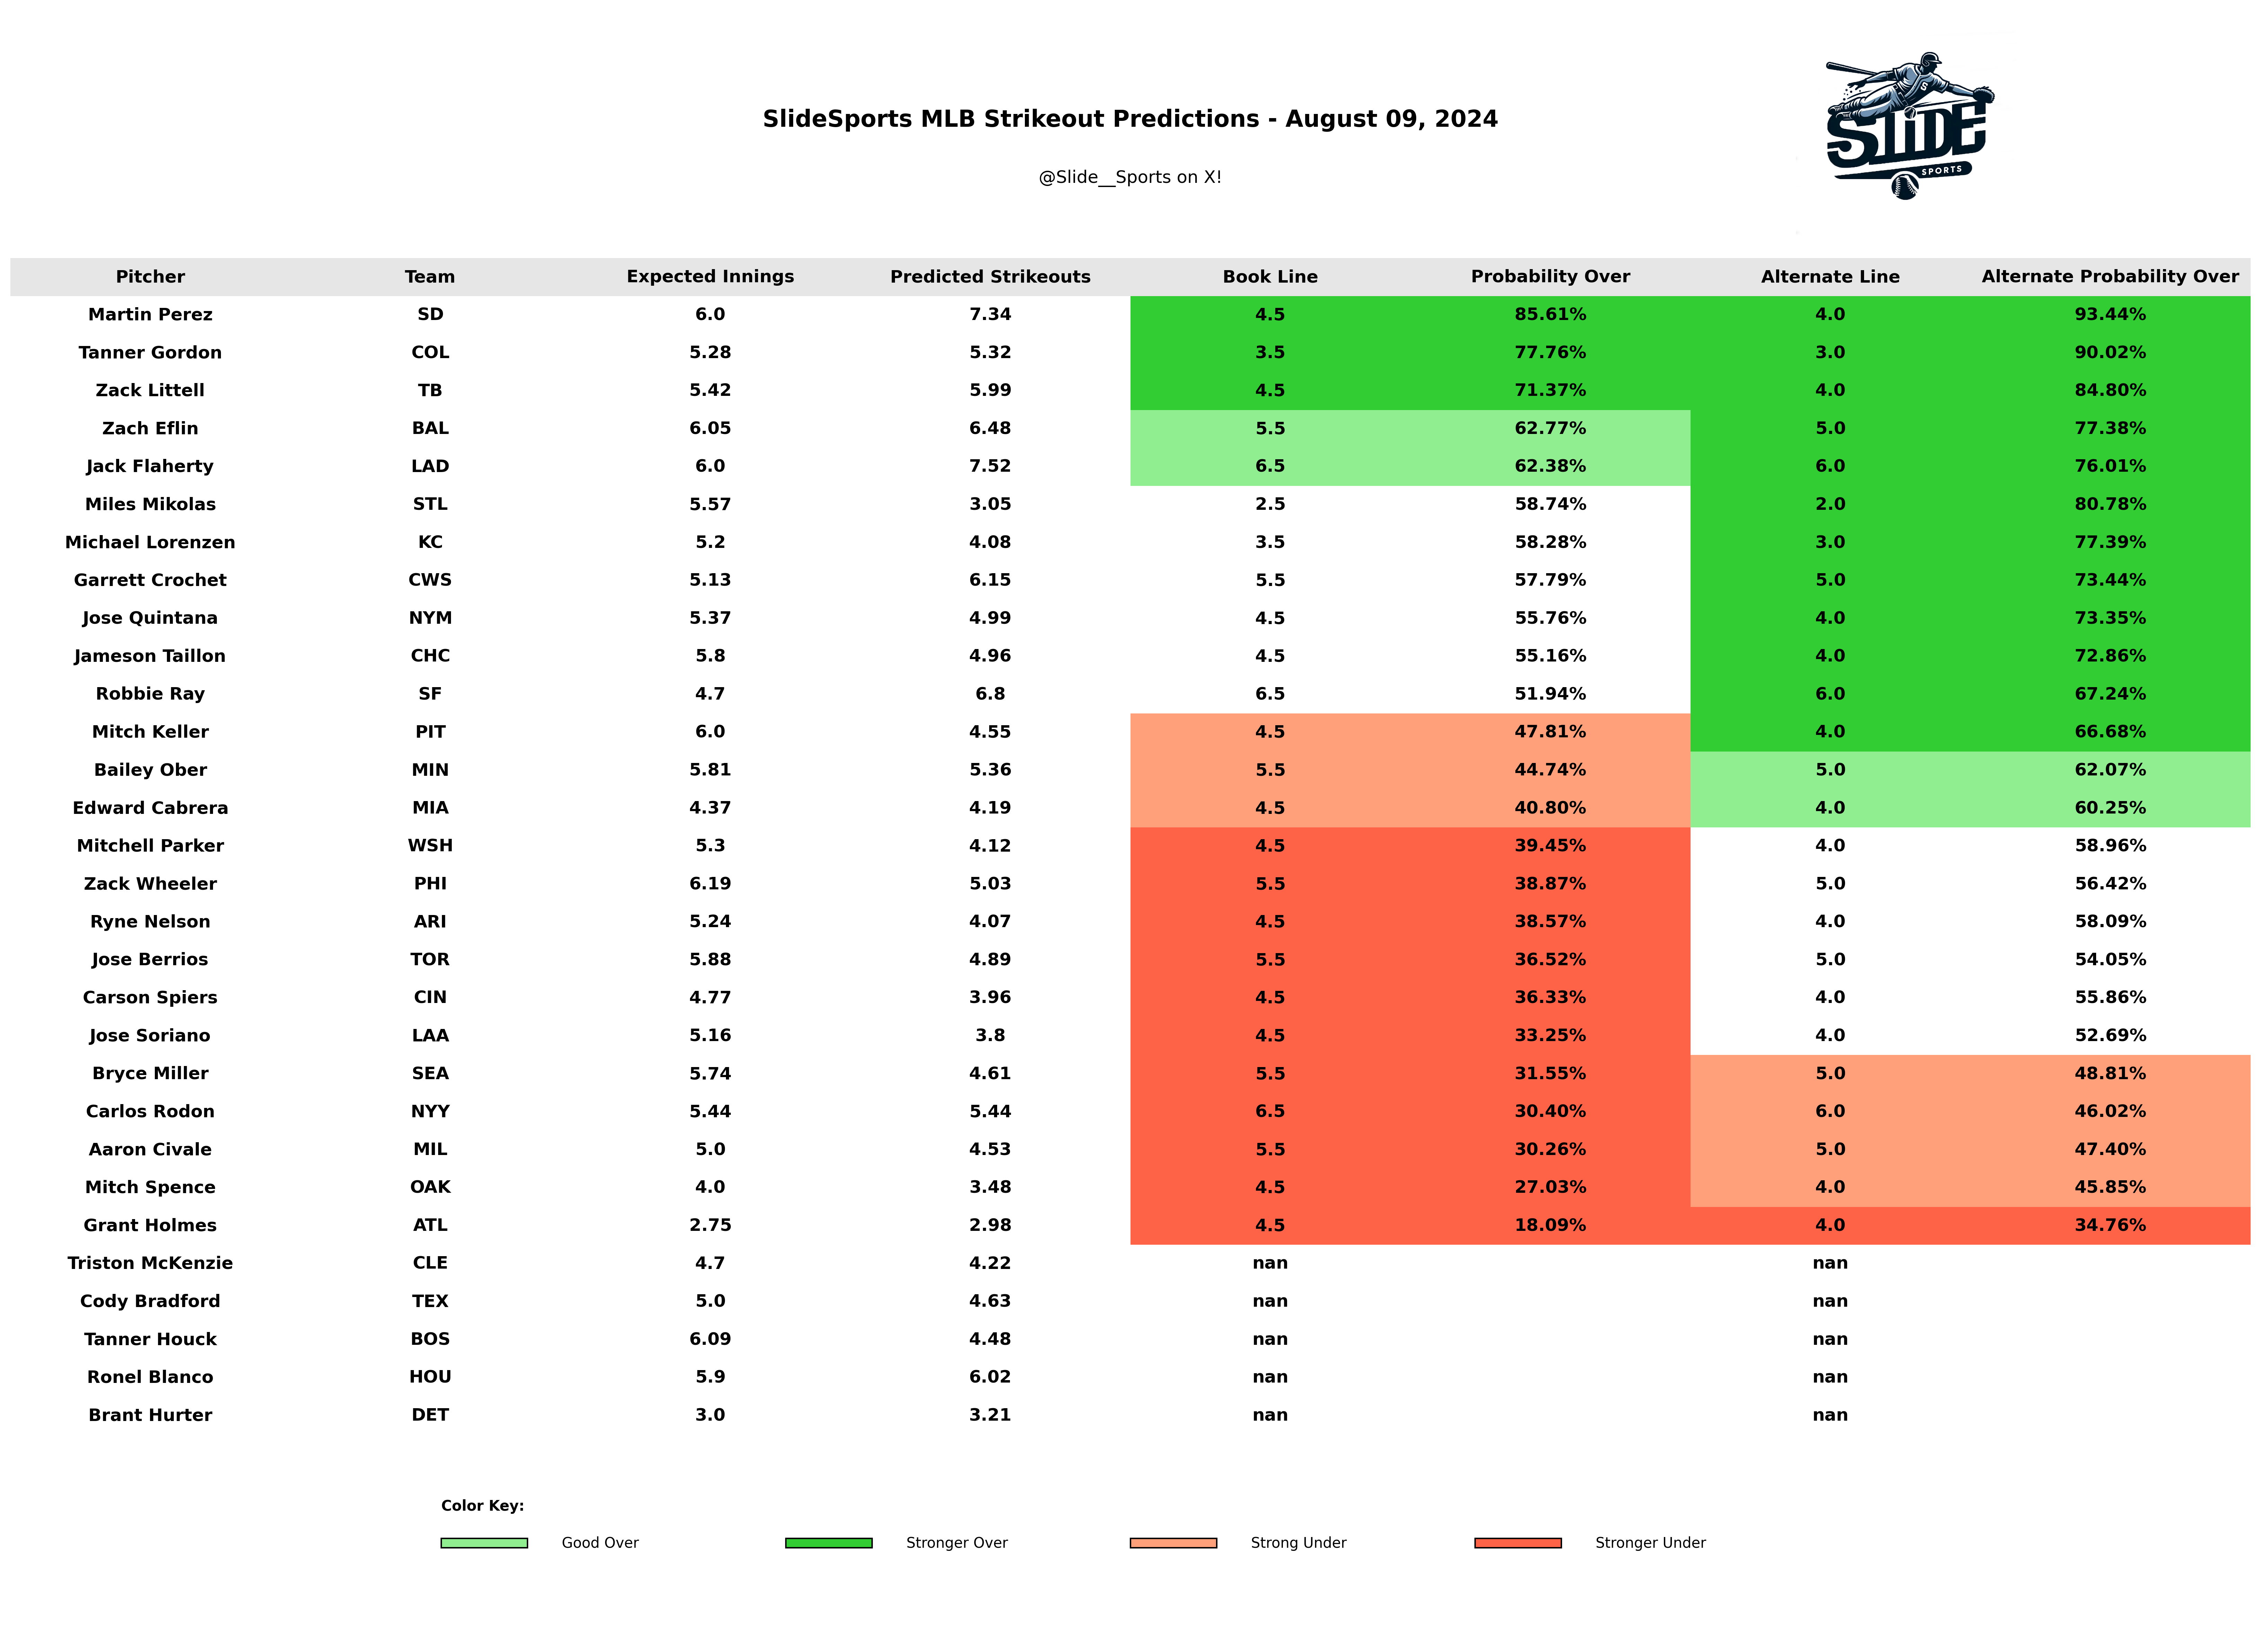 S
SLIDE
SPORTS
SlideSports MLB Strikeout Predictions - August 09, 2024
@Slide__Sports on X!
Pitcher Team Expected Innings Predicted Strikeouts Book Line Probability Over Alternate Line Alternate Probability Over
Martin Perez SD 6.0 7.34 4.5 85.61% 4.0 93.44%
Tanner Gordon COL 5.28 5.32 3.5 77.76% 3.0 90.02%
Zack Littell TB 5.42 5.99 4.5 71.37% 4.0 84.80%
Zach Eflin BAL 6.05 6.48 5.5 62.77% 5.0 77.38%
Jack Flaherty LAD 6.0 7.52 6.5 62.38% 6.0 76.01%
Miles Mikolas STL 5.57 3.05 2.5 58.74% 2.0 80.78%
Michael Lorenzen KC 5.2 4.08 3.5 58.28% 3.0 77.39%
Garrett Crochet CWS 5.13 6.15 5.5 57.79% 5.0 73.44%
Jose Quintana NYM 5.37 4.99 4.5 55.76% 4.0 73.35%
Jameson Taillon CHC 5.8 4.96 4.5 55.16% 4.0 72.86%
Robbie Ray SF 4.7 6.8 6.5 51.94% 6.0 67.24%
Mitch Keller PIT 6.0 4.55 4.5 47.81% 4.0 66.68%
Bailey Ober MIN 5.81 5.36 5.5 44.74% 5.0 62.07%
Edward Cabrera MIA 4.37 4.19 4.5 40.80% 4.0 60.25%
Mitchell Parker WSH 5.3 4.12 4.5 39.45% 4.0 58.96%
Zack Wheeler PHI 6.19 5.03 5.5 38.87% 5.0 56.42%
Ryne Nelson ARI 5.24 4.07 4.5 38.57% 4.0 58.09%
Jose Berrios TOR 5.88 4.89 5.5 36.52% 5.0 54.05%
Carson Spiers CIN 4.77 3.96 4.5 36.33% 4.0 55.86%
Jose Soriano LAA 5.16 3.8 4.5 33.25% 4.0 52.69%
Bryce Miller SEA 5.74 4.61 5.5 31.55% 5.0 48.81%
Carlos Rodon NYY 5.44 5.44 6.5 30.40% 6.0 46.02%
Aaron Civale MIL 5.0 4.53 5.5 30.26% 5.0 47.40%
Mitch Spence OAK 4.0 3.48 4.5 27.03% 4.0 45.85%
Grant Holmes ATL 2.75 2.98 4.5 18.09% 4.0 34.76%
Triston McKenzie CLE 4.7 4.22 nan nan
Cody Bradford TEX 5.0 4.63 nan nan
Tanner Houck BOS 6.09 4.48 nan nan
Ronel Blanco HOU 5.9 6.02 nan nan
Brant Hurter DET 3.0 3.21 nan nan
Color Key:
Good Over Stronger Over Strong Under Stronger Under